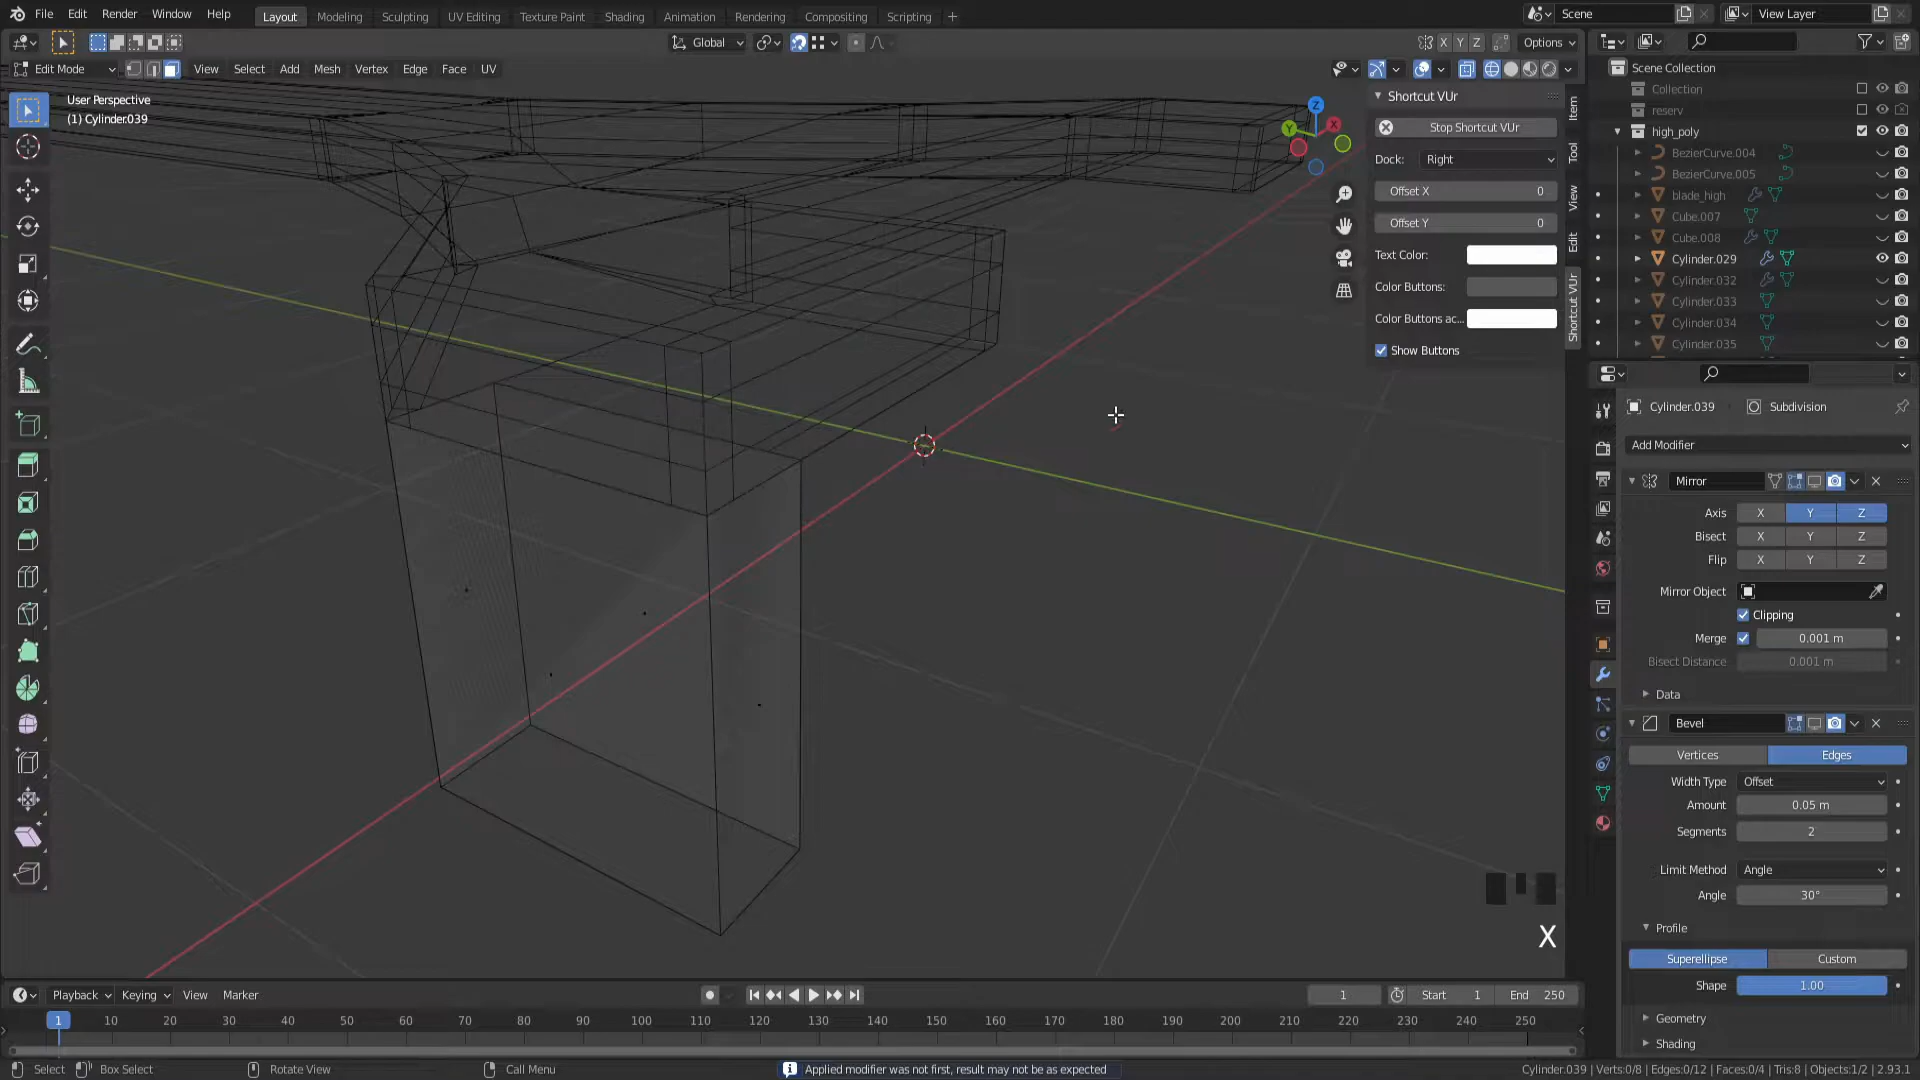 File Edit Render Window Help Layout Modeling Sculpting UV Editing Texture Paint Shading Animation Rendering Compositing Scripting + Scene View Layer
Global X Y Z Options
Edit Mode View Select Add Mesh Vertex Edge Face UV
User Perspective
(1) Cylinder.039
Z
Y
X
Shortcut VUr
Stop Shortcut VUr
Dock: Right
Offset X 0
Offset Y 0
Text Color:
Color Buttons:
Color Buttons ac...
Show Buttons
Item
Tool
View
Edit
Shortcut VUr
Scene Collection
Collection
reserv
high_poly
BezierCurve.004
BezierCurve.005
blade_high
Cube.007
Cube.008
Cylinder.029
Cylinder.032
Cylinder.033
Cylinder.034
Cylinder.035
Cylinder.039 Subdivision
Add Modifier
Mirror
Axis X Y Z
Bisect X Y Z
Flip X Y Z
Mirror Object
Clipping
Merge 0.001 m
Bisect Distance 0.001 m
Data
Bevel
Vertices Edges
Width Type Offset
Amount 0.05 m
Segments 2
Limit Method Angle
Angle 30°
Profile
Superellipse Custom
Shape 1.00
Geometry
Shading
X
Playback Keying View Marker 1 Start 1 End 250
1 10 20 30 40 50 60 70 80 90 100 110 120 130 140 150 160 170 180 190 200 210 220 230 240 250
Select Box Select Rotate View Call Menu Applied modifier was not first, result may not be as expected Cylinder.039 | Verts:0/8 | Edges:0/12 | Faces:0/4 | Tris:8 | Objects:1/2 | 2.93.1